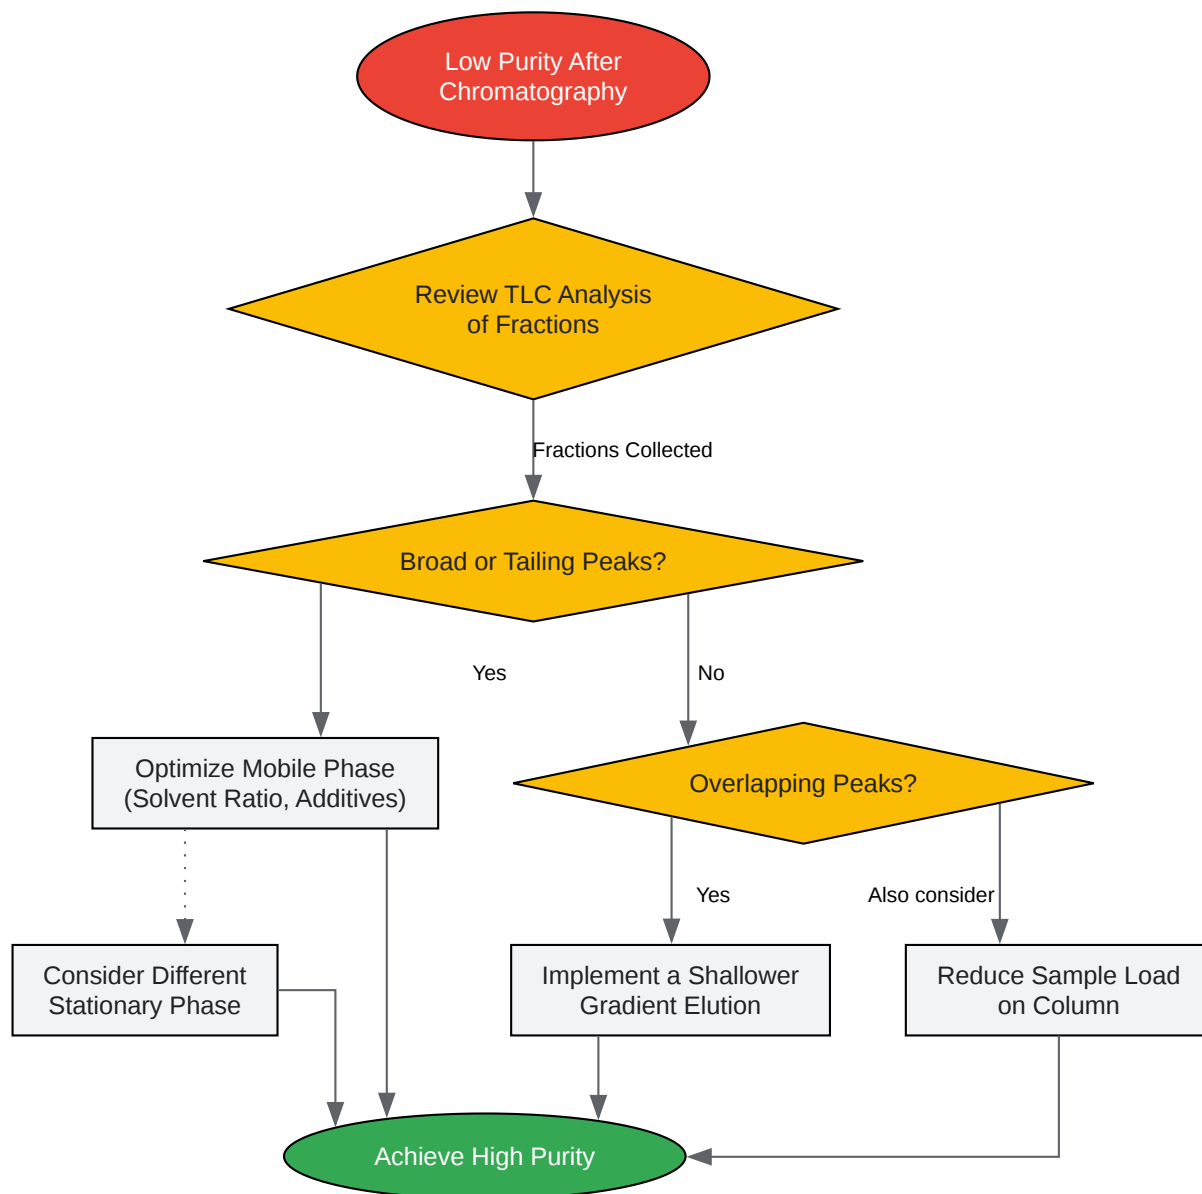 Low Purity After
Chromatography
Review TLC Analysis
of Fractions
Fractions Collected
Broad or Tailing Peaks?
Yes
No
Optimize Mobile Phase
(Solvent Ratio, Additives)
Overlapping Peaks?
Yes
Also consider
Consider Different
Stationary Phase
Implement a Shallower
Gradient Elution
Reduce Sample Load
on Column
Achieve High Purity